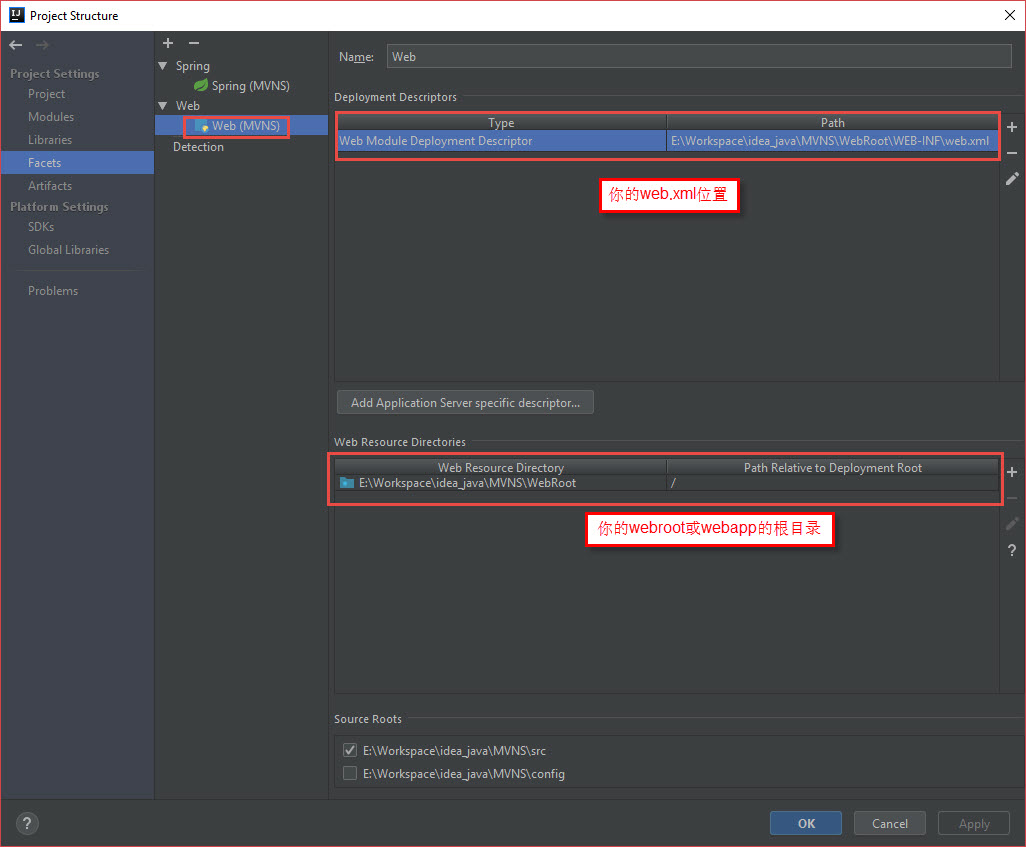 Project Structure
Project Settings
Project
Modules
Libraries
Facets
Artifacts
Platform Settings
SDKs
Global Libraries
Problems
Spring
Spring (MVNS)
Web
Web (MVNS)
Detection
Name: Web
Deployment Descriptors
Type Path
Web Module Deployment Descriptor E:\Workspace\idea_java\MVNS\WebRoot\WEB-INF\web.xml
你的web.xml位置
Add Application Server specific descriptor...
Web Resource Directories
Web Resource Directory Path Relative to Deployment Root
E:\Workspace\idea_java\MVNS\WebRoot /
你的webroot或webapp的根目录
Source Roots
E:\Workspace\idea_java\MVNS\src
E:\Workspace\idea_java\MVNS\config
OK Cancel Apply